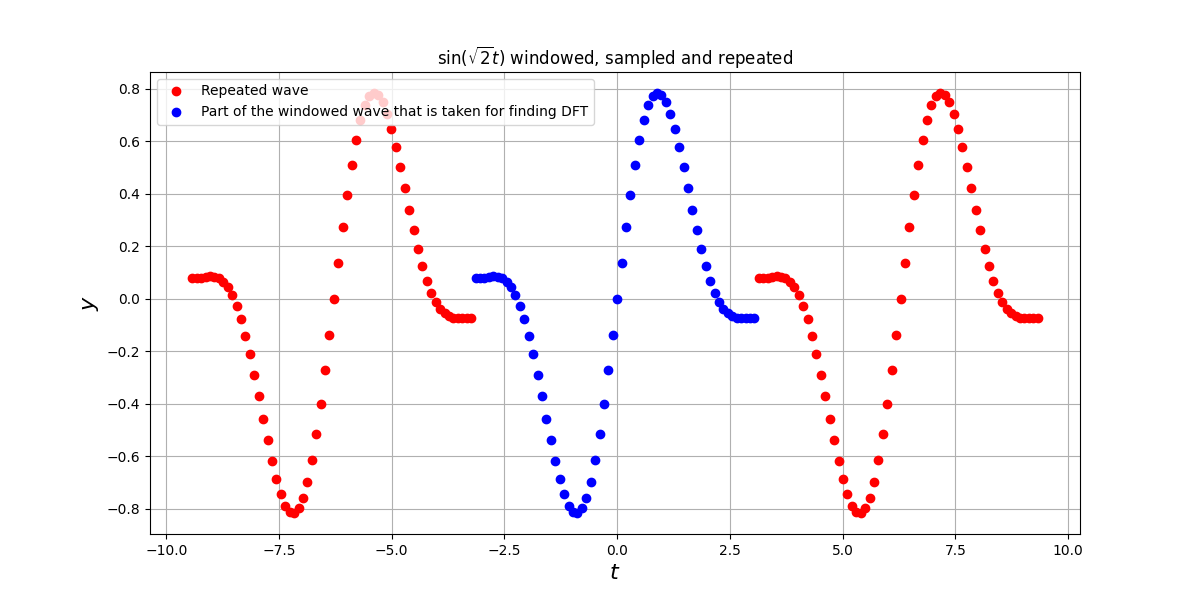 sin(√2t) windowed, sampled and repeated
Repeated wave
Part of the windowed wave that is taken for finding DFT
0.8
0.6
0.4
0.2
0.0
−0.2
−0.4
−0.6
−0.8
y
−10.0 −7.5 −5.0 −2.5 0.0 2.5 5.0 7.5 10.0
t